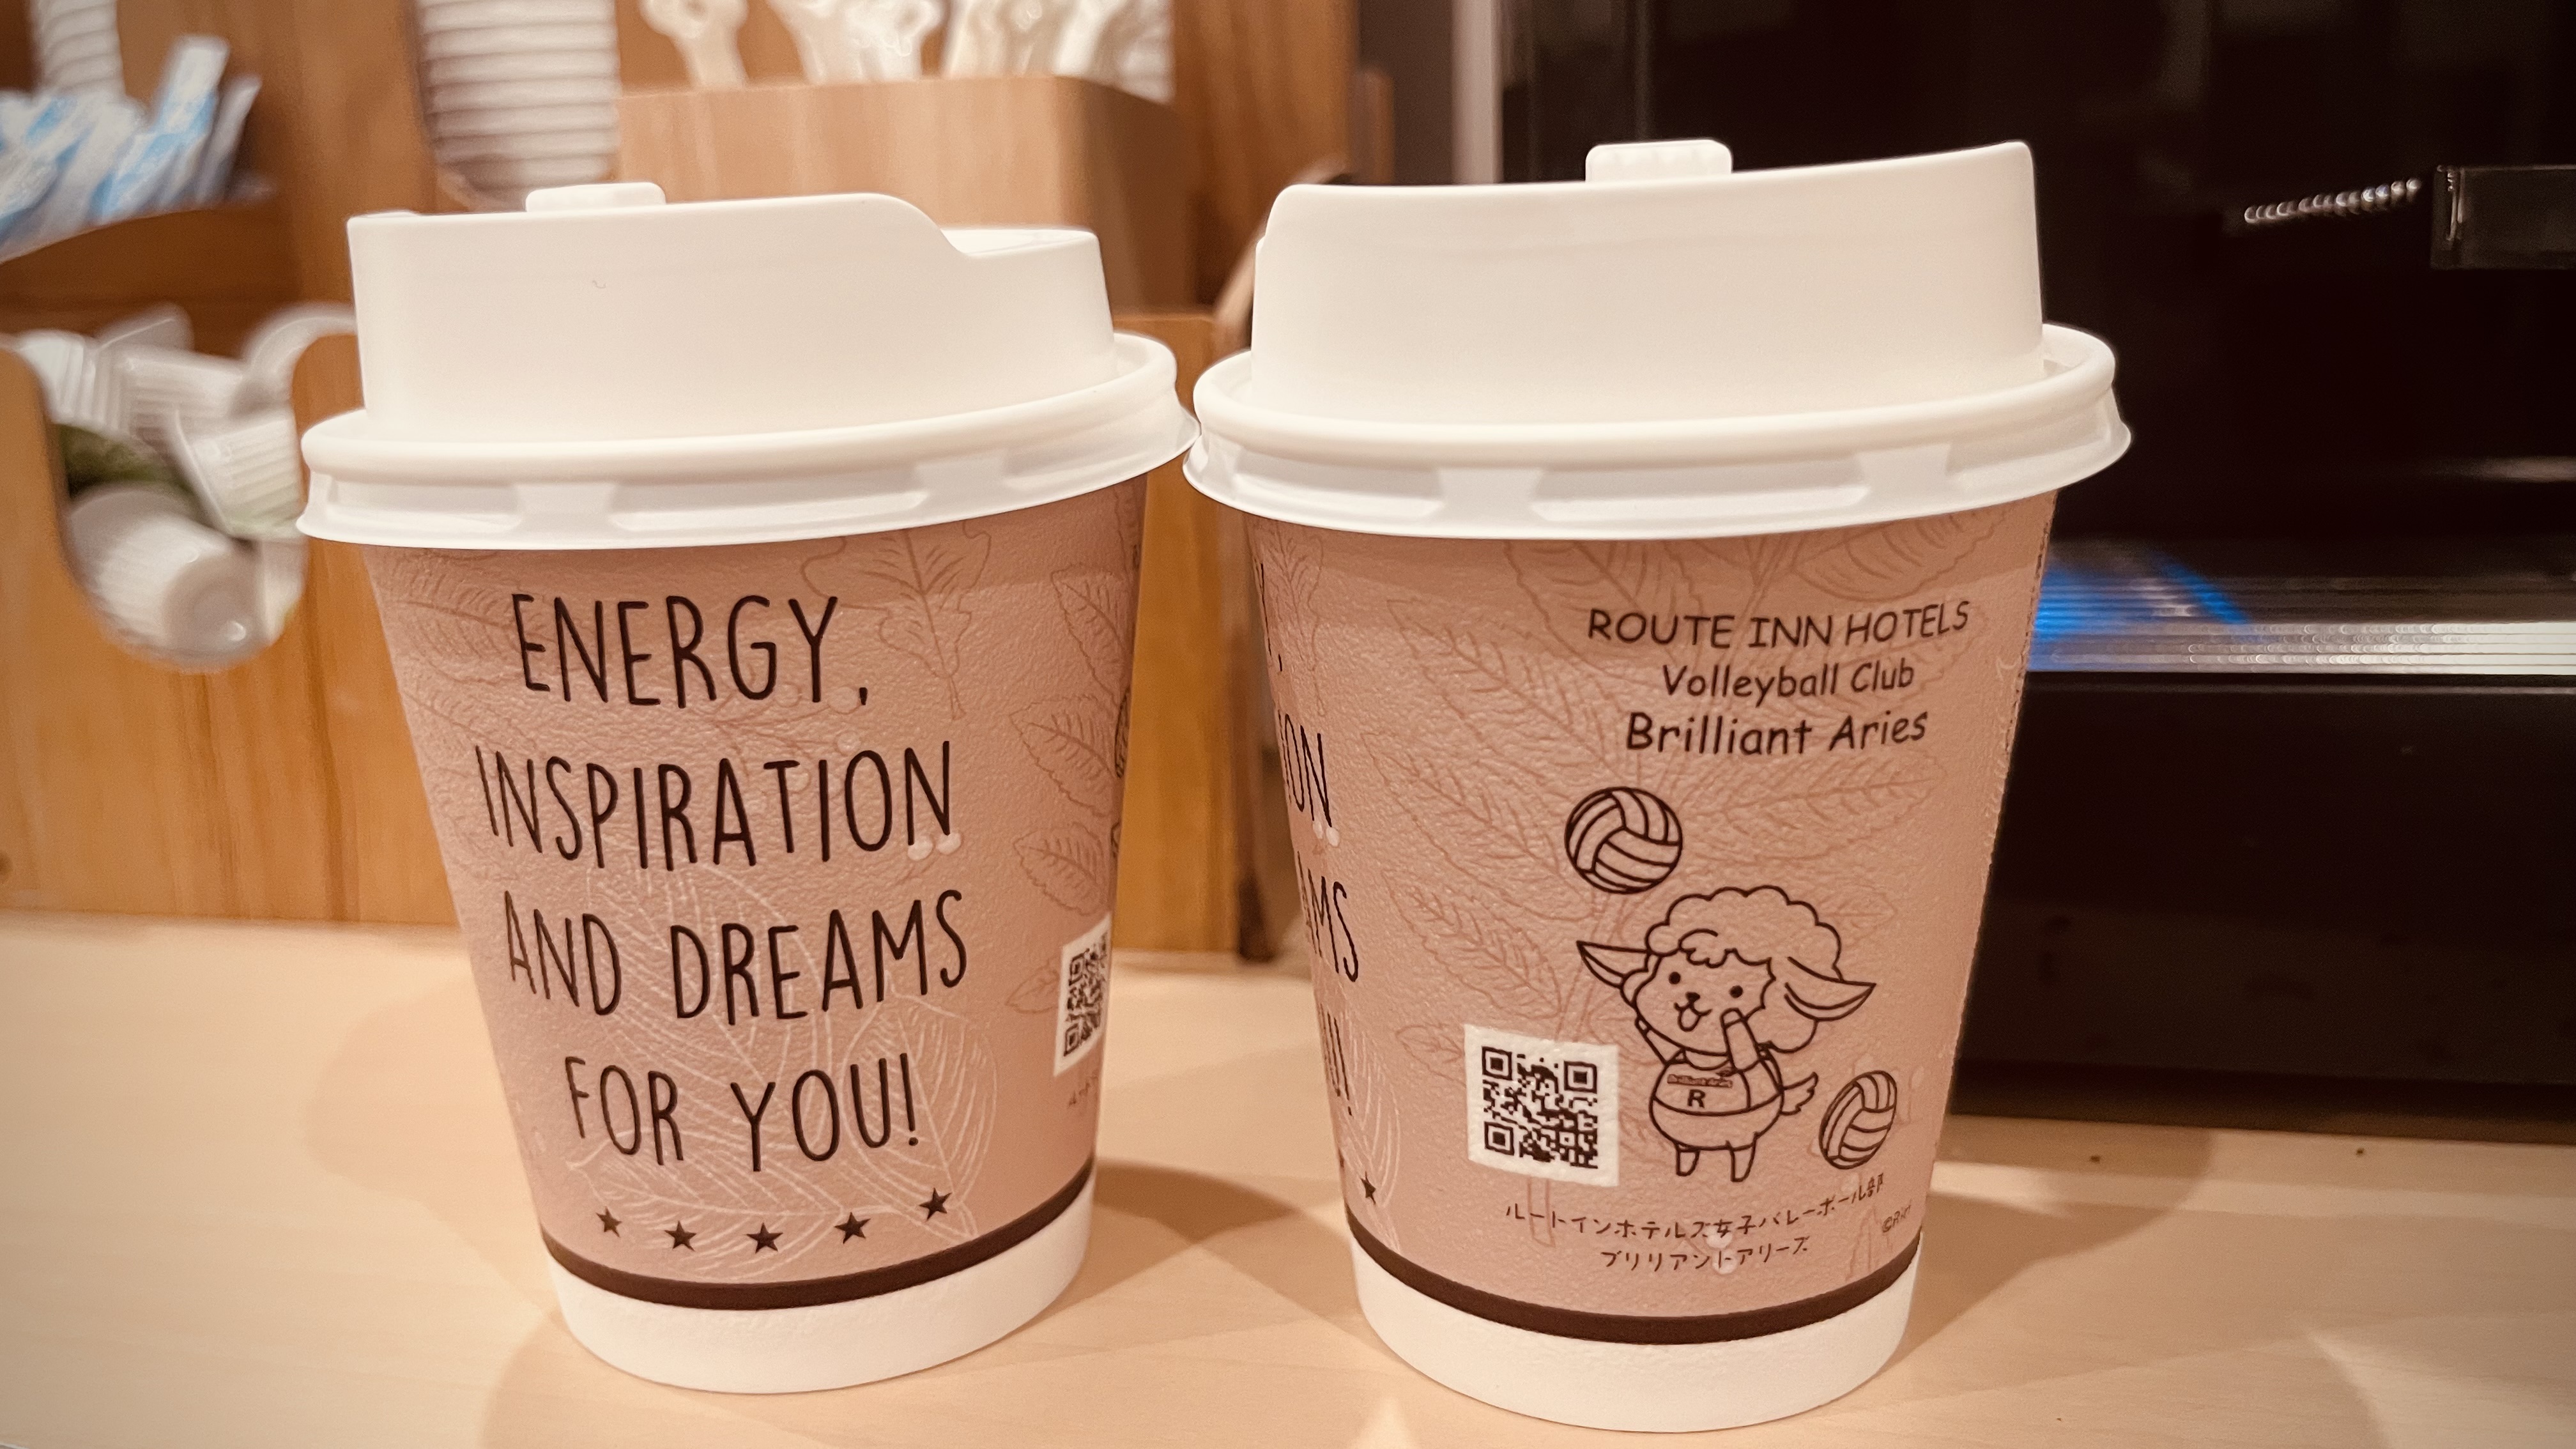 ENERGY,
INSPIRATION
AND DREAMS
FOR YOU!
ROUTE INN HOTELS
Volleyball Club
Brilliant Aries
R
ルートインホテルズ女子バレーボール部
ブリリアントアリーズ